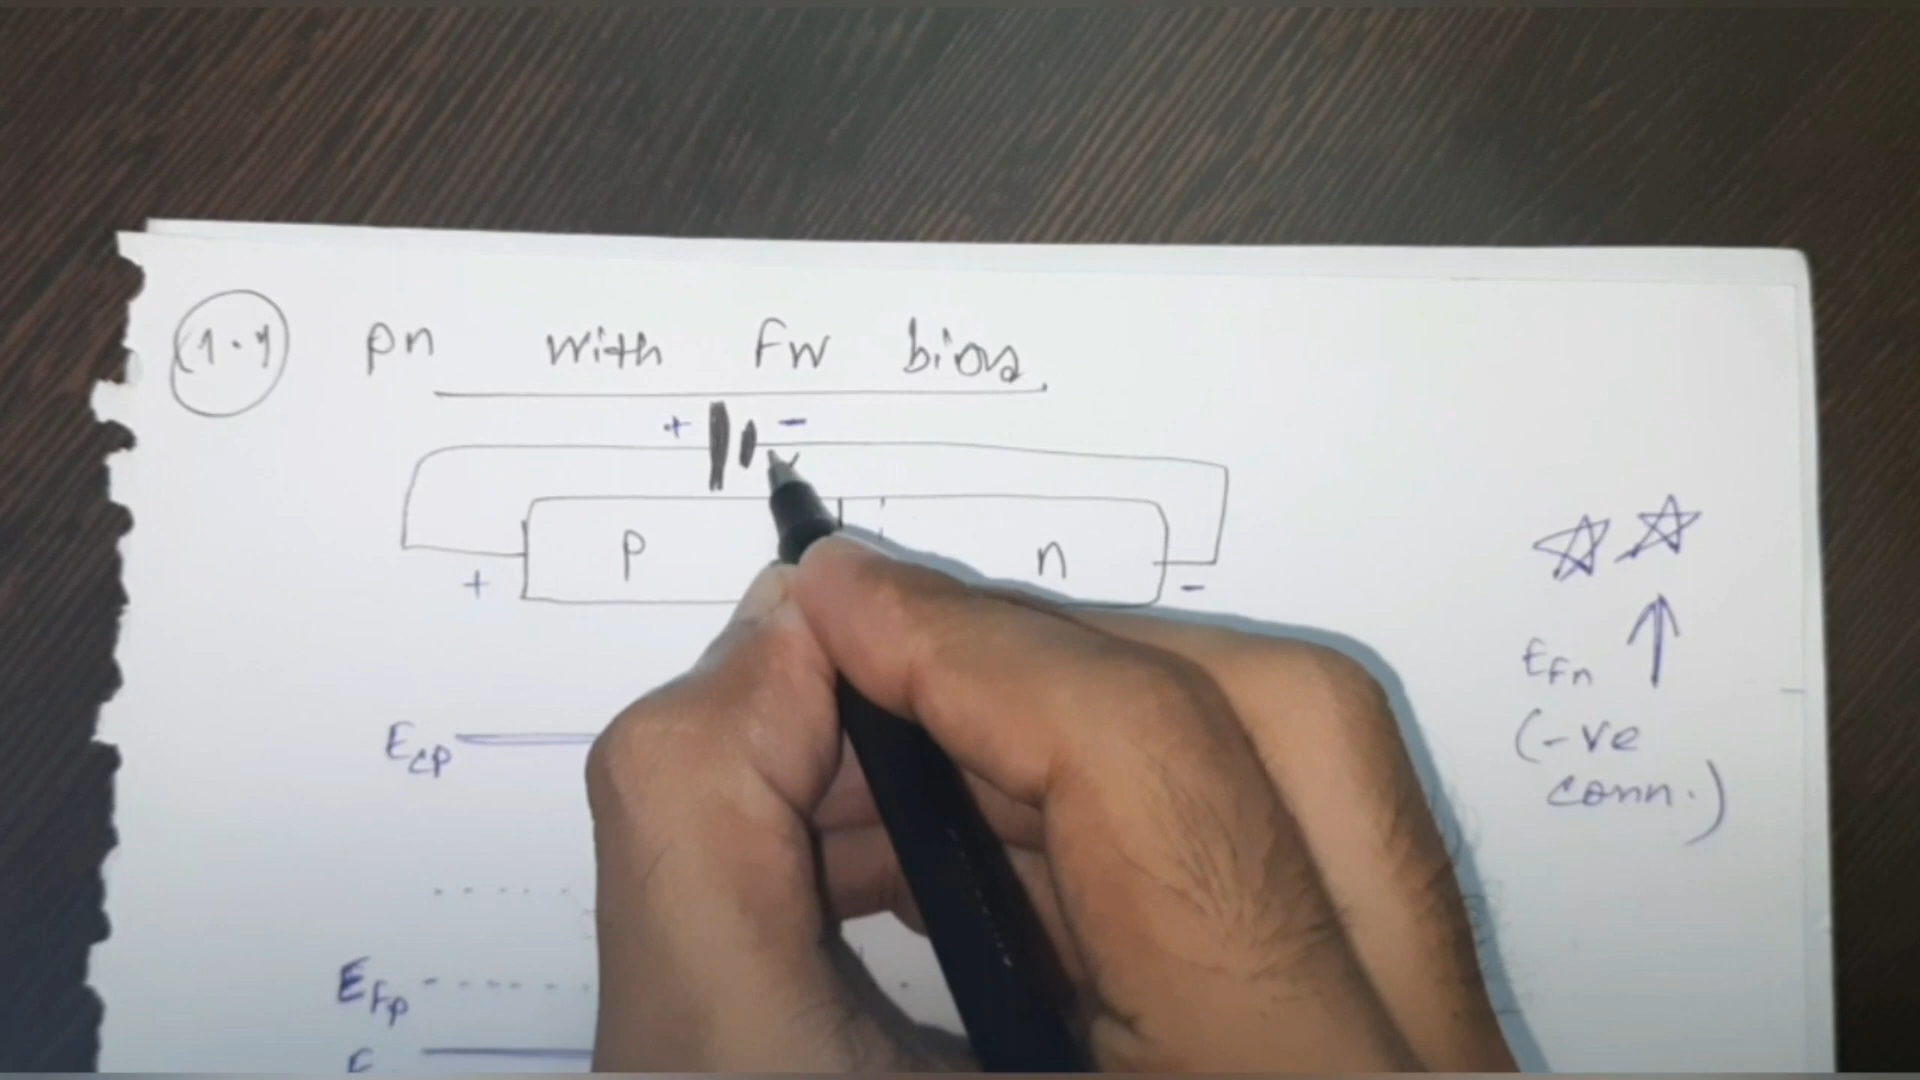 1.4 pn with FW bias
+ -
p n
+ -
EFn
(-ve
conn.)
Ecp
EFp
E